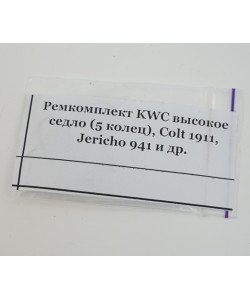 Ремкомплект KWC высокое
седло (5 колец), Colt 1911,
Jericho 941 и др.